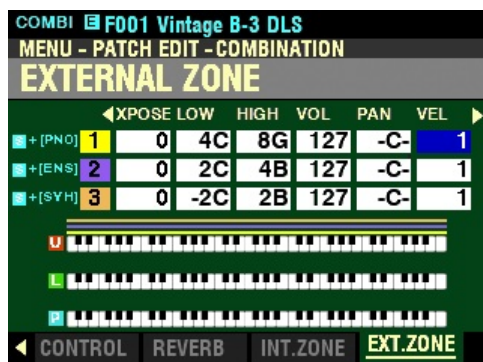 COMBI E F001 Vintage B-3 DLS
MENU - PATCH EDIT - COMBINATION
EXTERNAL ZONE
XPOSE LOW HIGH VOL PAN VEL
S + [PNO] 1 0 4C 8G 127 -C- 1
S + [ENS] 2 0 2C 4B 127 -C- 1
S + [SYH] 3 0 -2C 2B 127 -C- 1
U
L
P
CONTROL REVERB INT.ZONE EXT.ZONE